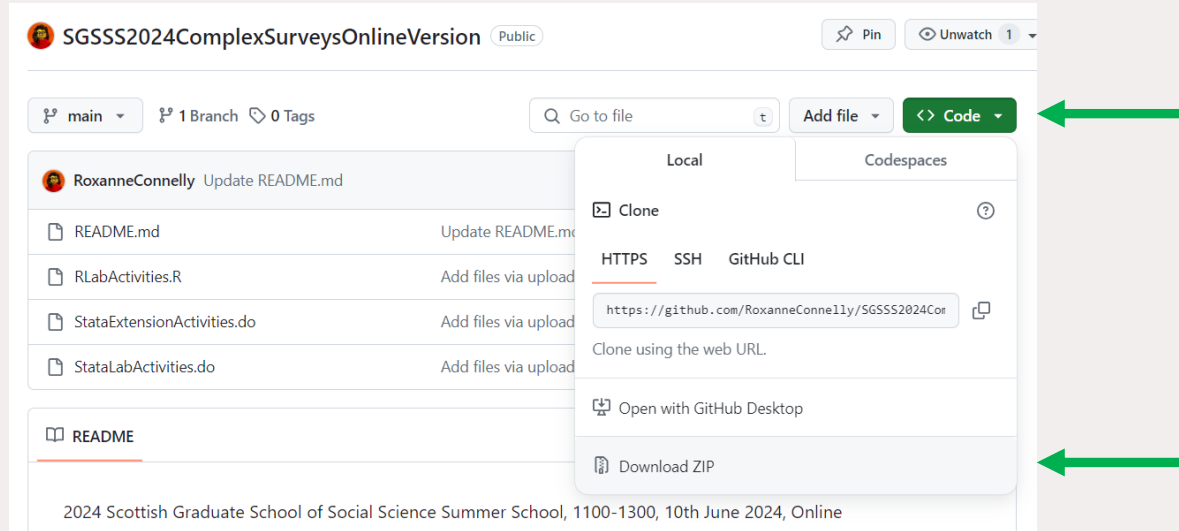 SGSSS2024ComplexSurveysOnlineVersion Public
Pin
Unwatch 1
main
1 Branch
0 Tags
Go to file t
Add file
<> Code
Local
Codespaces
RoxanneConnelly Update README.md
Clone
README.md Update README.m
HTTPS SSH GitHub CLI
RLabActivities.R Add files via upload
https://github.com/RoxanneConnelly/SGSSS2024Com
StataExtensionActivities.do Add files via upload
Clone using the web URL.
StataLabActivities.do Add files via upload
Open with GitHub Desktop
README
Download ZIP
2024 Scottish Graduate School of Social Science Summer School, 1100-1300, 10th June 2024, Online